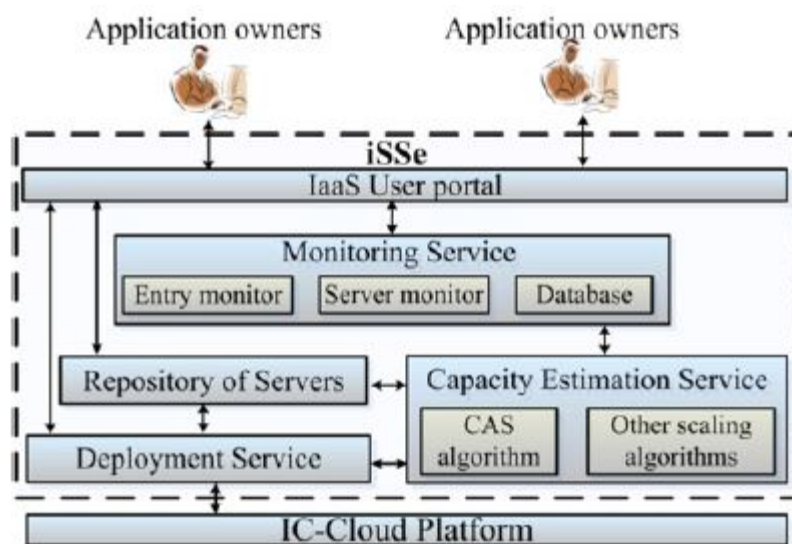 Application owners
Application owners
iSSe
IaaS User portal
Monitoring Service
Entry monitor
Server monitor
Database
Repository of Servers
Capacity Estimation Service
CAS
algorithm
Other scaling
algorithms
Deployment Service
IC-Cloud Platform